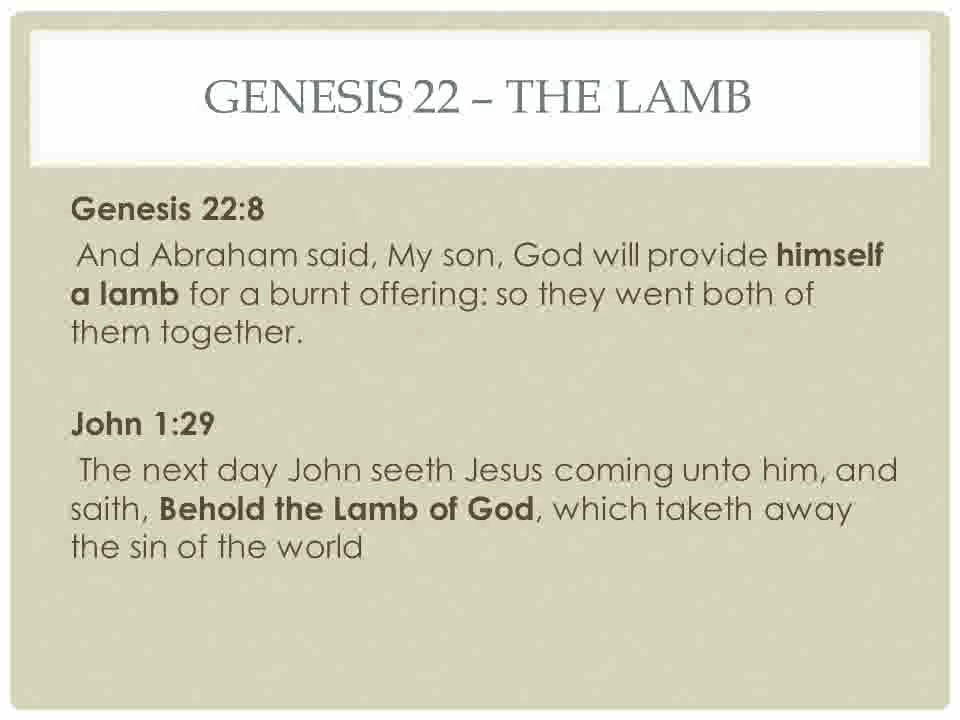 GENESIS 22 – THE LAMB
Genesis 22:8
And Abraham said, My son, God will provide himself
a lamb for a burnt offering: so they went both of
them together.
John 1:29
The next day John seeth Jesus coming unto him, and
saith, Behold the Lamb of God, which taketh away
the sin of the world